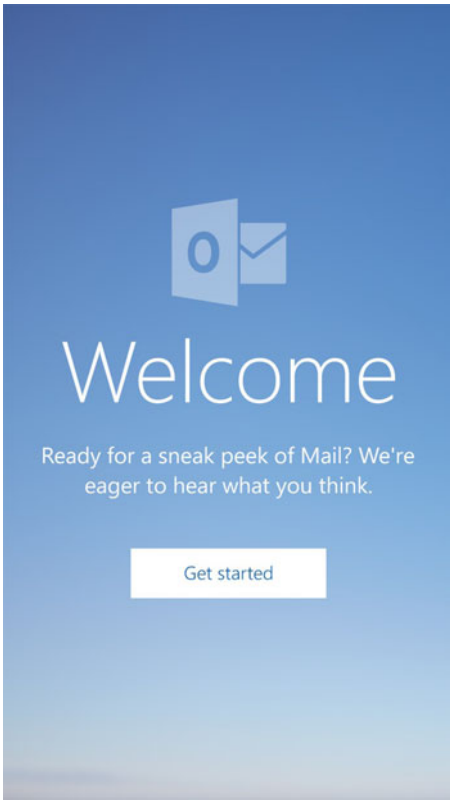 O
Welcome
Ready for a sneak peek of Mail? We're
eager to hear what you think.
Get started